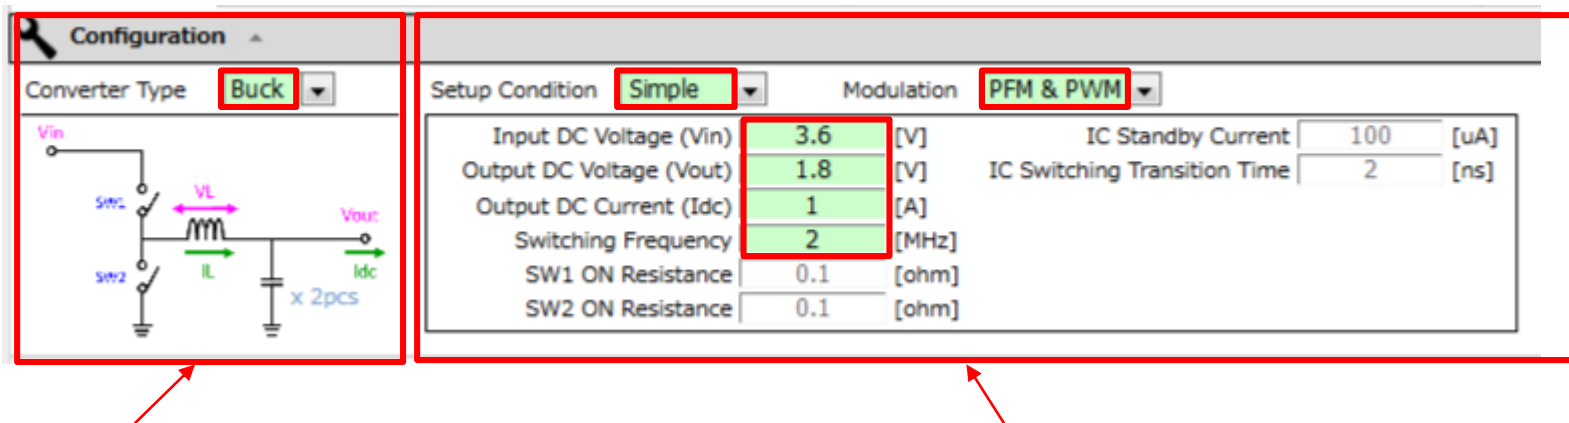 Configuration
Converter Type Buck
Setup Condition Simple Modulation PFM & PWM
Vin
SW1
VL
Vout
IL
Idc
SW2
x 2pcs
Input DC Voltage (Vin) 3.6 [V] IC Standby Current 100 [uA]
Output DC Voltage (Vout) 1.8 [V] IC Switching Transition Time 2 [ns]
Output DC Current (Idc) 1 [A]
Switching Frequency 2 [MHz]
SW1 ON Resistance 0.1 [ohm]
SW2 ON Resistance 0.1 [ohm]